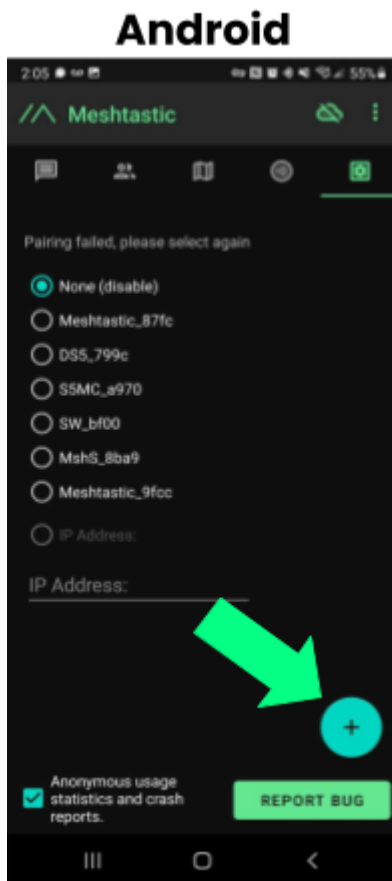 Android
2:05
55%
Meshtastic
Pairing failed, please select again
None (disable)
Meshtastic_87fc
DS5_799c
S5MC_a970
SW_bf00
MshS_8ba9
Meshtastic_9fcc
IP Address:
IP Address:
+
Anonymous usage
statistics and crash
reports.
REPORT BUG